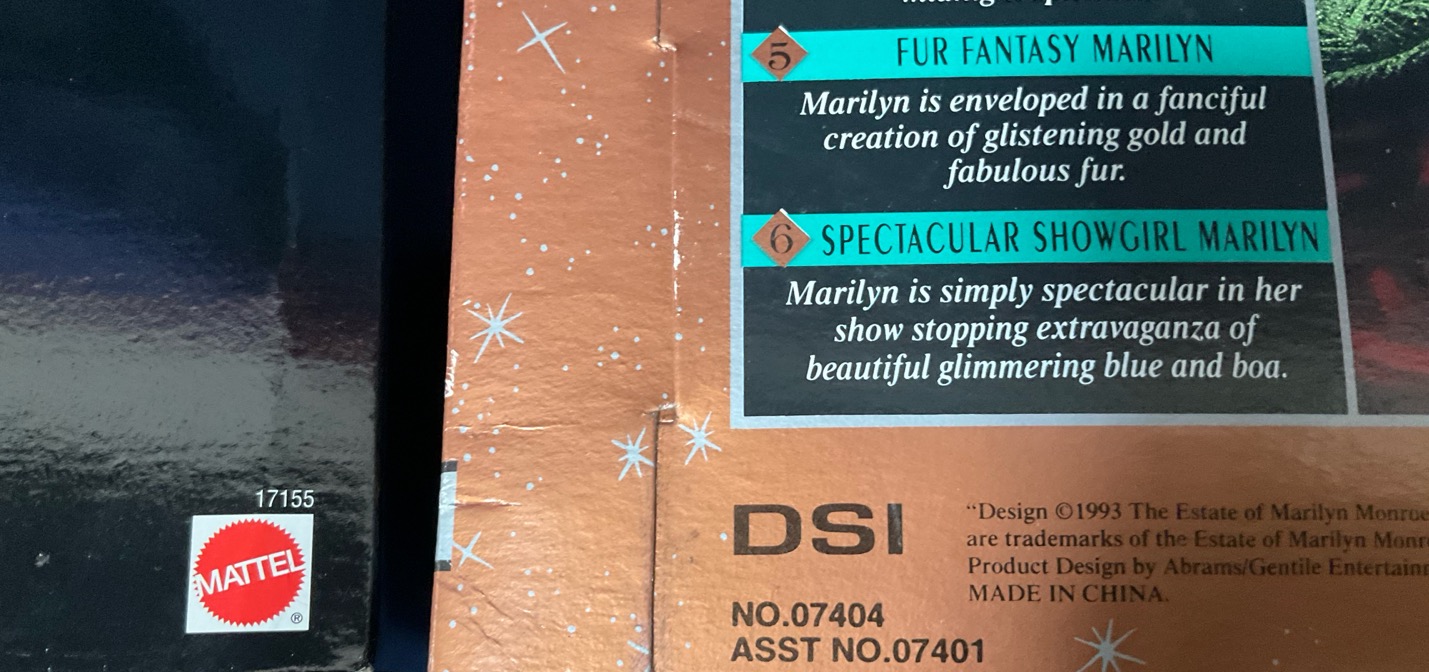 5 FUR FANTASY MARILYN
Marilyn is enveloped in a fanciful
creation of glistening gold and
fabulous fur.
6 SPECTACULAR SHOWGIRL MARILYN
Marilyn is simply spectacular in her
show stopping extravaganza of
beautiful glimmering blue and boa.
17155
MATTEL
®
DSI
NO.07404
ASST NO.07401
“Design ©1993 The Estate of Marilyn Monroe
are trademarks of the Estate of Marilyn
Product Design by Abrams/Gentile
MADE IN CHINA.